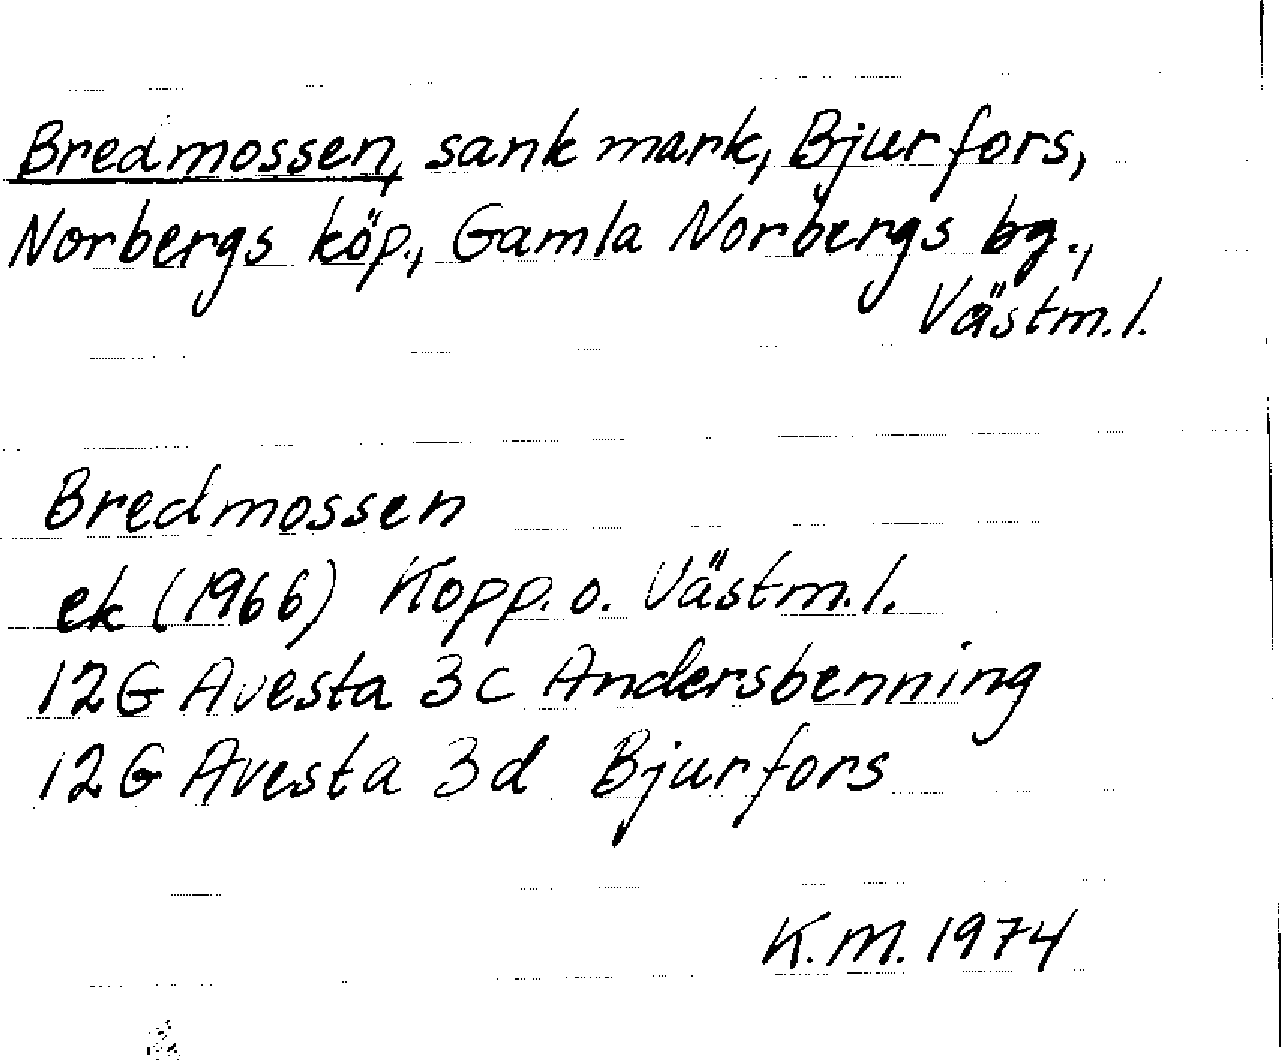 Bredmossen, sank mark, Bjurfors,
Norbergs köp., Gamla Norbergs bg.,
Västm.l.
Bredmossen
ek (1966) Kopp. o. Västm.l.
12G Avesta 3c Andersbenning
12G Avesta 3d Bjurfors
K.M. 1974